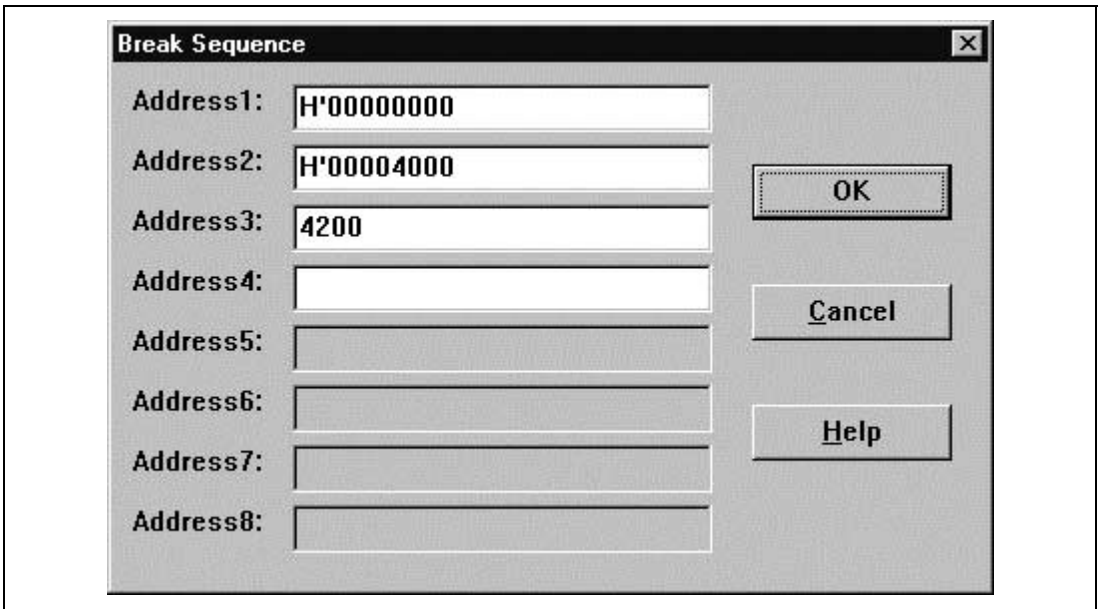 Break Sequence
Address1: H'00000000
Address2: H'00004000
OK
Address3: 4200
Address4:
Cancel
Address5:
Address6:
Help
Address7:
Address8: